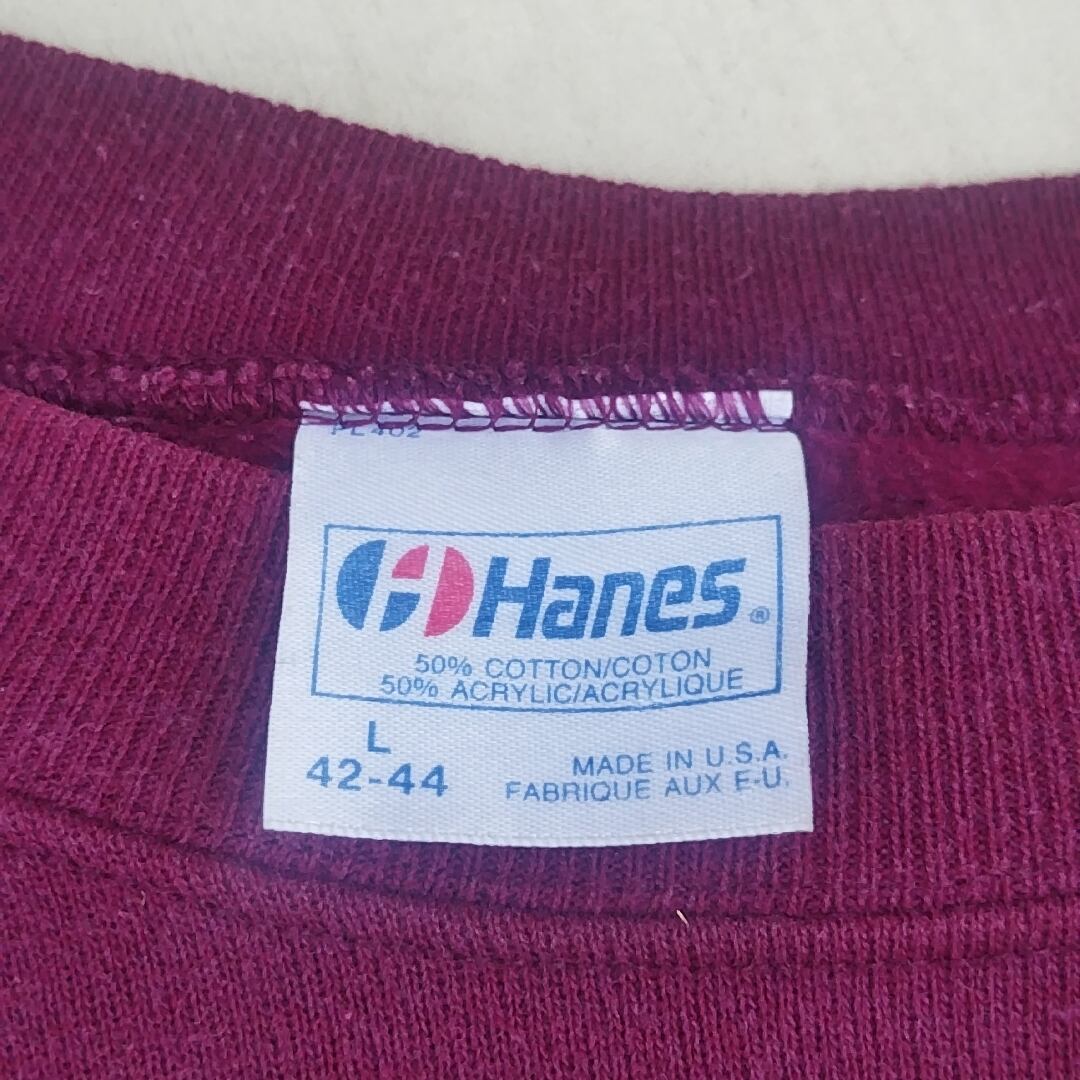 Hanes®
50% COTTON/COTON
50% ACRYLIC/ACRYLIQUE
L
42-44
MADE IN U.S.A.
FABRIQUE AUX E-U.